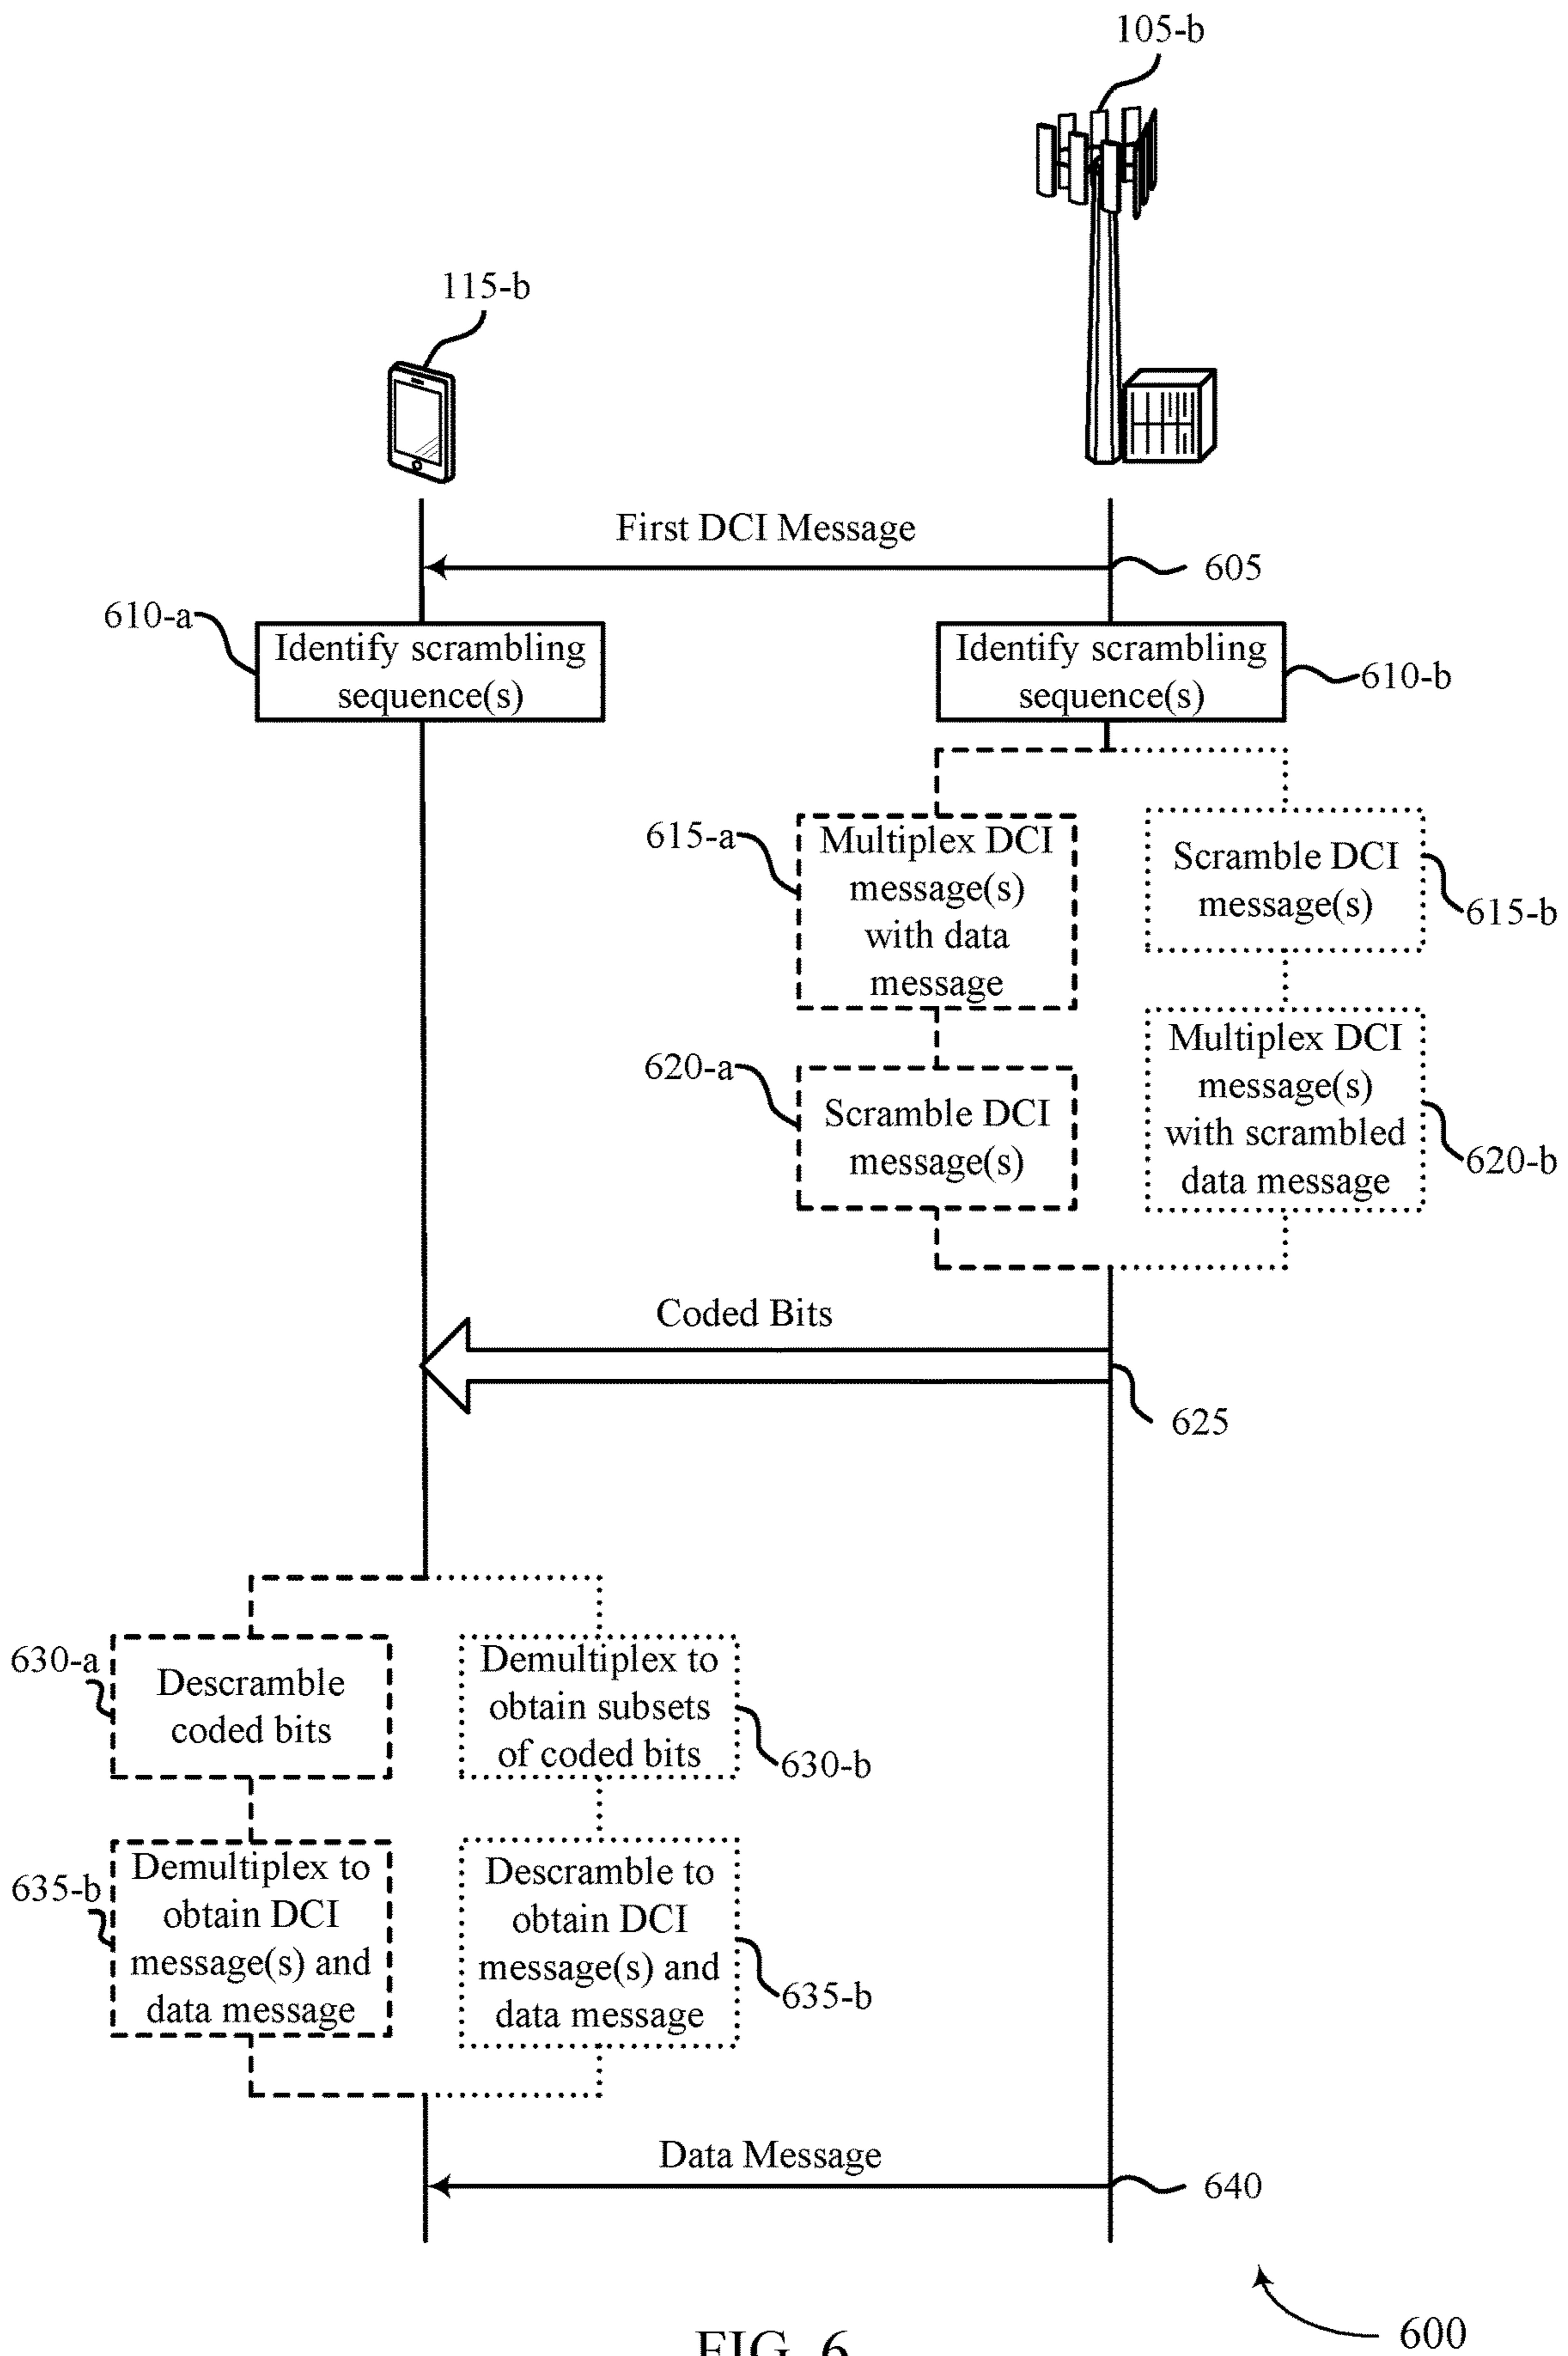 105-b
115-b
First DCI Message
605
610-a
Identify scrambling
sequence(s)
Identify scrambling
sequence(s)
610-b
615-a
Multiplex DCI
message(s)
with data
message
Scramble DCI
message(s)
615-b
620-a
Scramble DCI
message(s)
Multiplex DCI
message(s)
with scrambled
data message
620-b
Coded Bits
625
630-a
Descramble
coded bits
Demultiplex to
obtain subsets
of coded bits
630-b
635-b
Demultiplex to
obtain DCI
message(s) and
data message
Descramble to
obtain DCI
message(s) and
data message
635-b
Data Message
640
600
FIG. 6